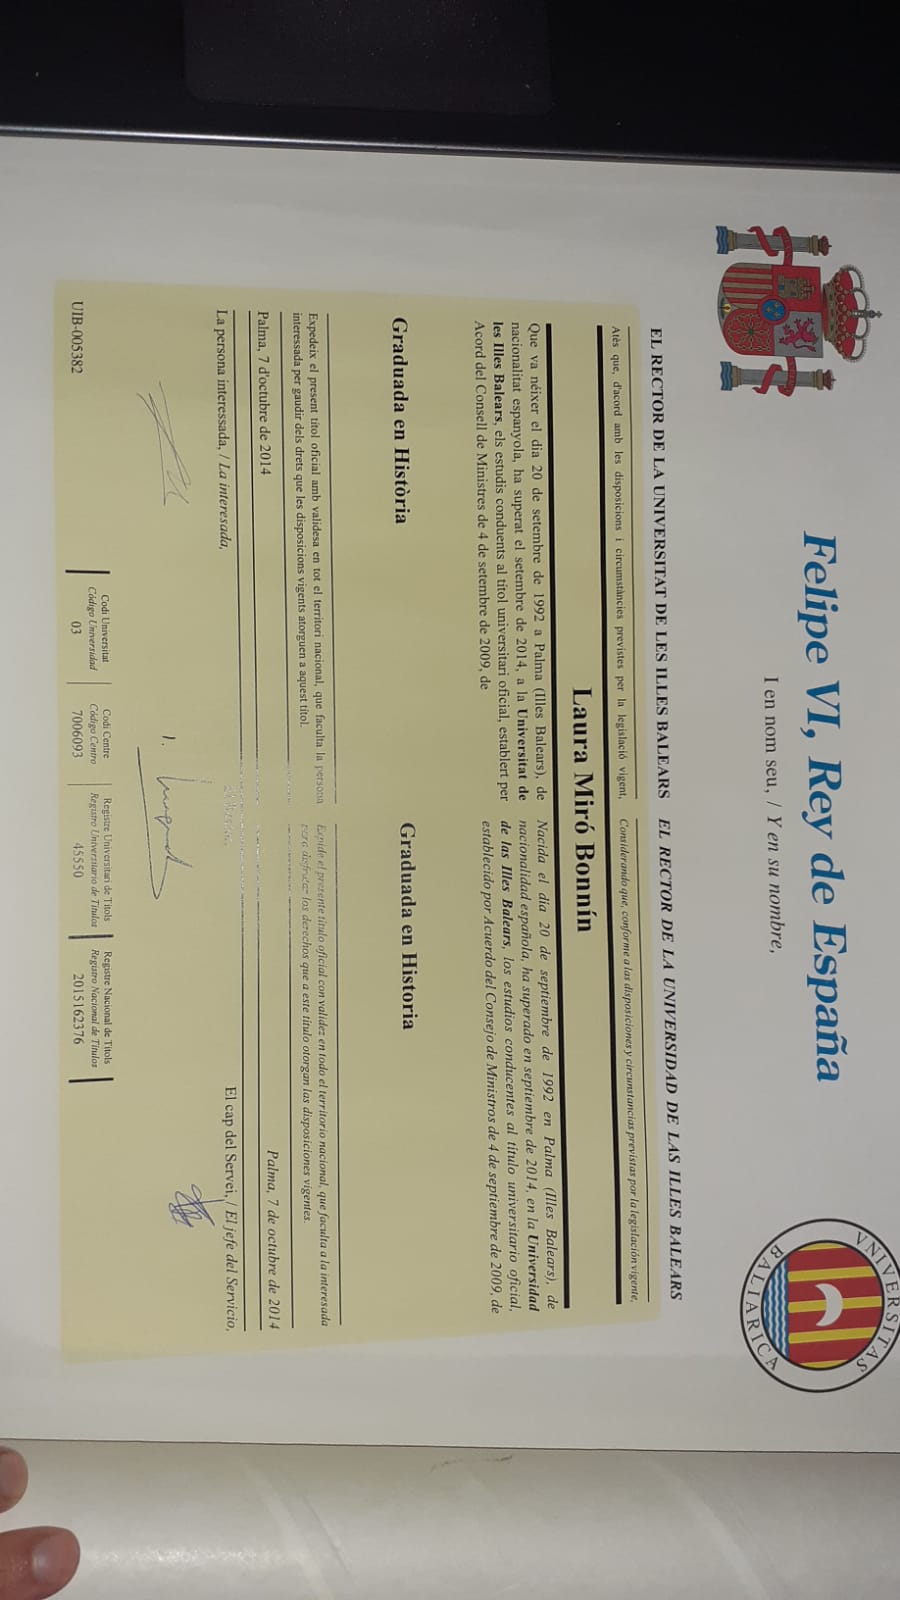 Felipe VI, Rey de España
I en nom seu, / Y en su nombre,
VNIVERSITAS
BALIARICA
EL RECTOR DE LA UNIVERSITAT DE LES ILLES BALEARS
Atès que, d'acord amb les disposicions i circumstàncies previstes per la legislació vigent,
EL RECTOR DE LA UNIVERSIDAD DE LAS ILLES BALEARS
Considerando que, conforme a las disposiciones y circunstancias previstas por la legislación vigente,
Laura Miró Bonnín
Que va néixer el dia 20 de setembre de 1992 a Palma (Illes Balears), de
nacionalitat espanyola, ha superat el setembre de 2014, a la Universitat de
les Illes Balears, els estudis conduents al títol universitari oficial, establert per
Acord del Consell de Ministres de 4 de setembre de 2009, de
Nacida el día 20 de septiembre de 1992 en Palma (Illes Balears), de
nacionalidad española, ha superado en septiembre de 2014, en la Universidad
de las Illes Balears, los estudios conducentes al título universitario oficial,
establecido por Acuerdo del Consejo de Ministros de 4 de septiembre de 2009, de
Graduada en Història
Graduada en Historia
Expedeix el present títol oficial amb validesa en tot el territori nacional, que faculta la persona
interessada per gaudir dels drets que les disposicions vigents atorguen a aquest títol.
Expide el presente título oficial con validez en todo el territorio nacional, que faculta a la interesada
para disfrutar los derechos que a este título otorgan las disposiciones vigentes.
Palma, 7 d'octubre de 2014
Palma, 7 de octubre de 2014
La persona interessada, / La interesada,
El cap del Servei, / El jefe del Servicio,
UIB-005382
Codi Universitat
Código Universidad
03
Codi Centre
Código Centro
7006093
Registre Universitari de Títols
Registro Universitario de Títulos
45550
Registre Nacional de Títols
Registro Nacional de Títulos
2015162376